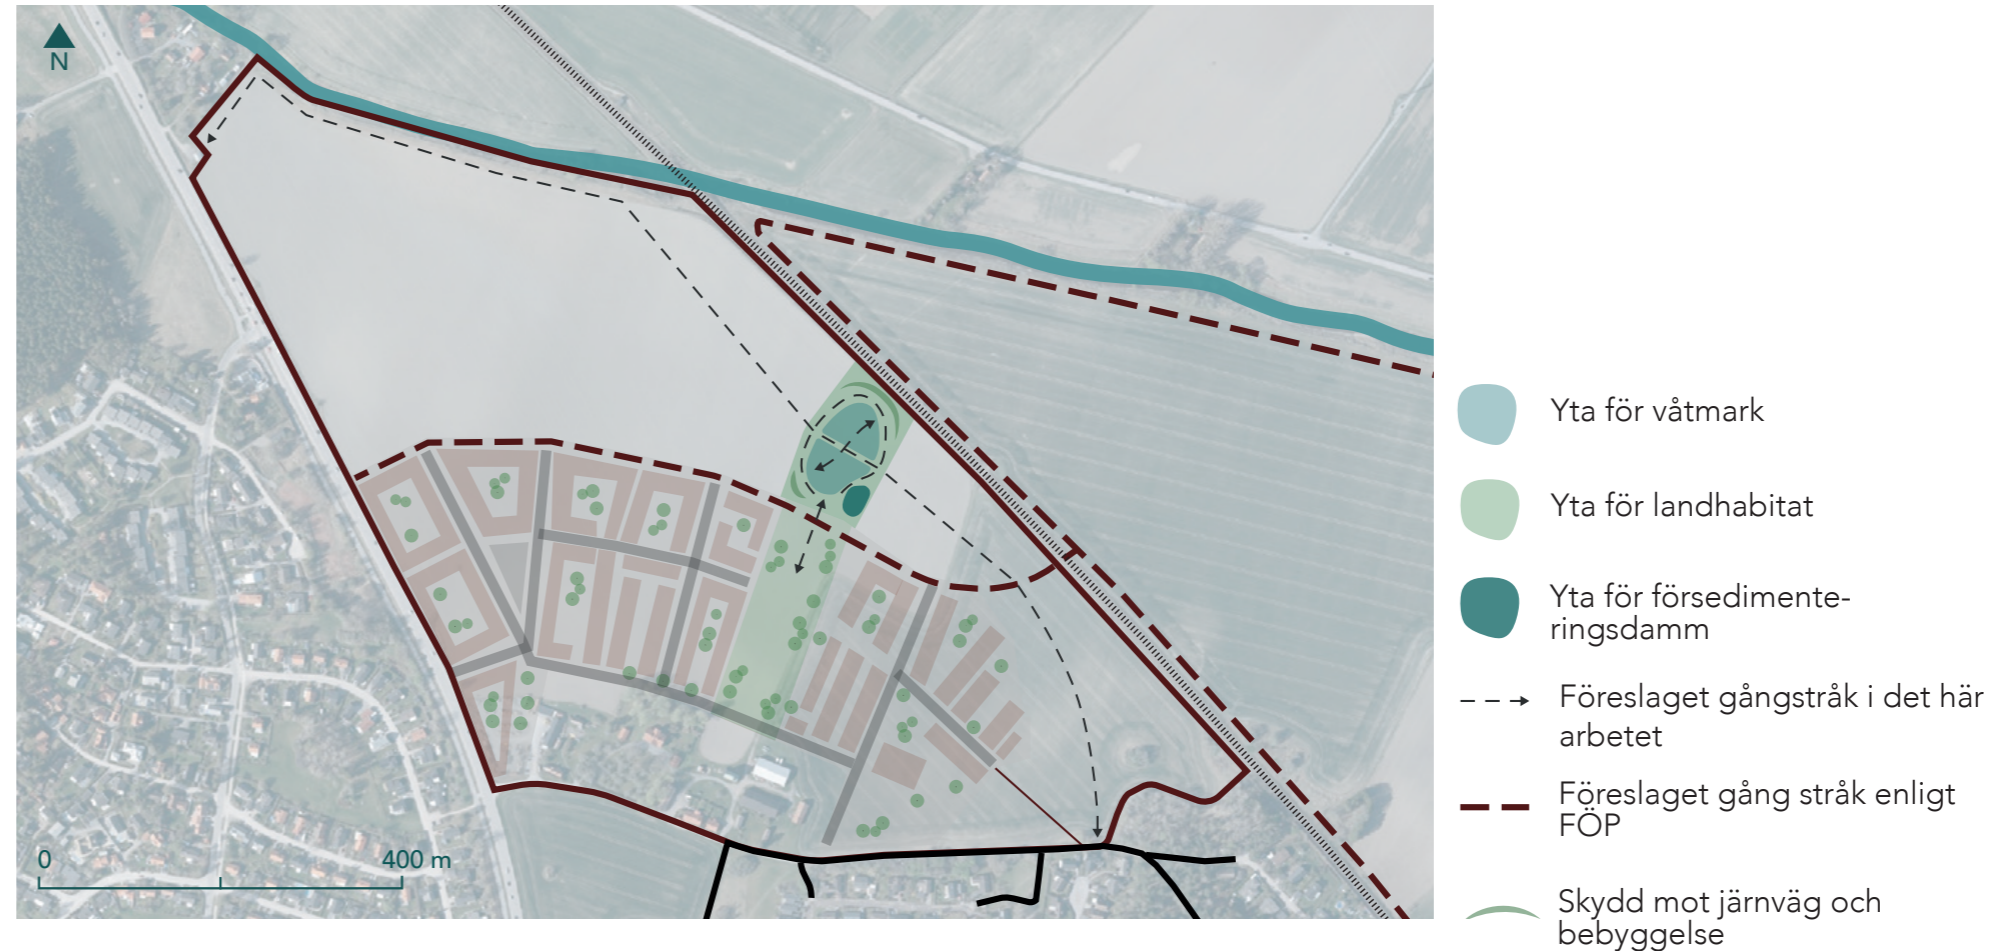 N
0
400 m
Yta för våtmark
Yta för landhabitat
Yta för försedimente-
ringsdamm
Föreslaget gångstråk i det här
arbetet
Föreslaget gång stråk enligt
FÖP
Skydd mot järnväg och
bebyggelse